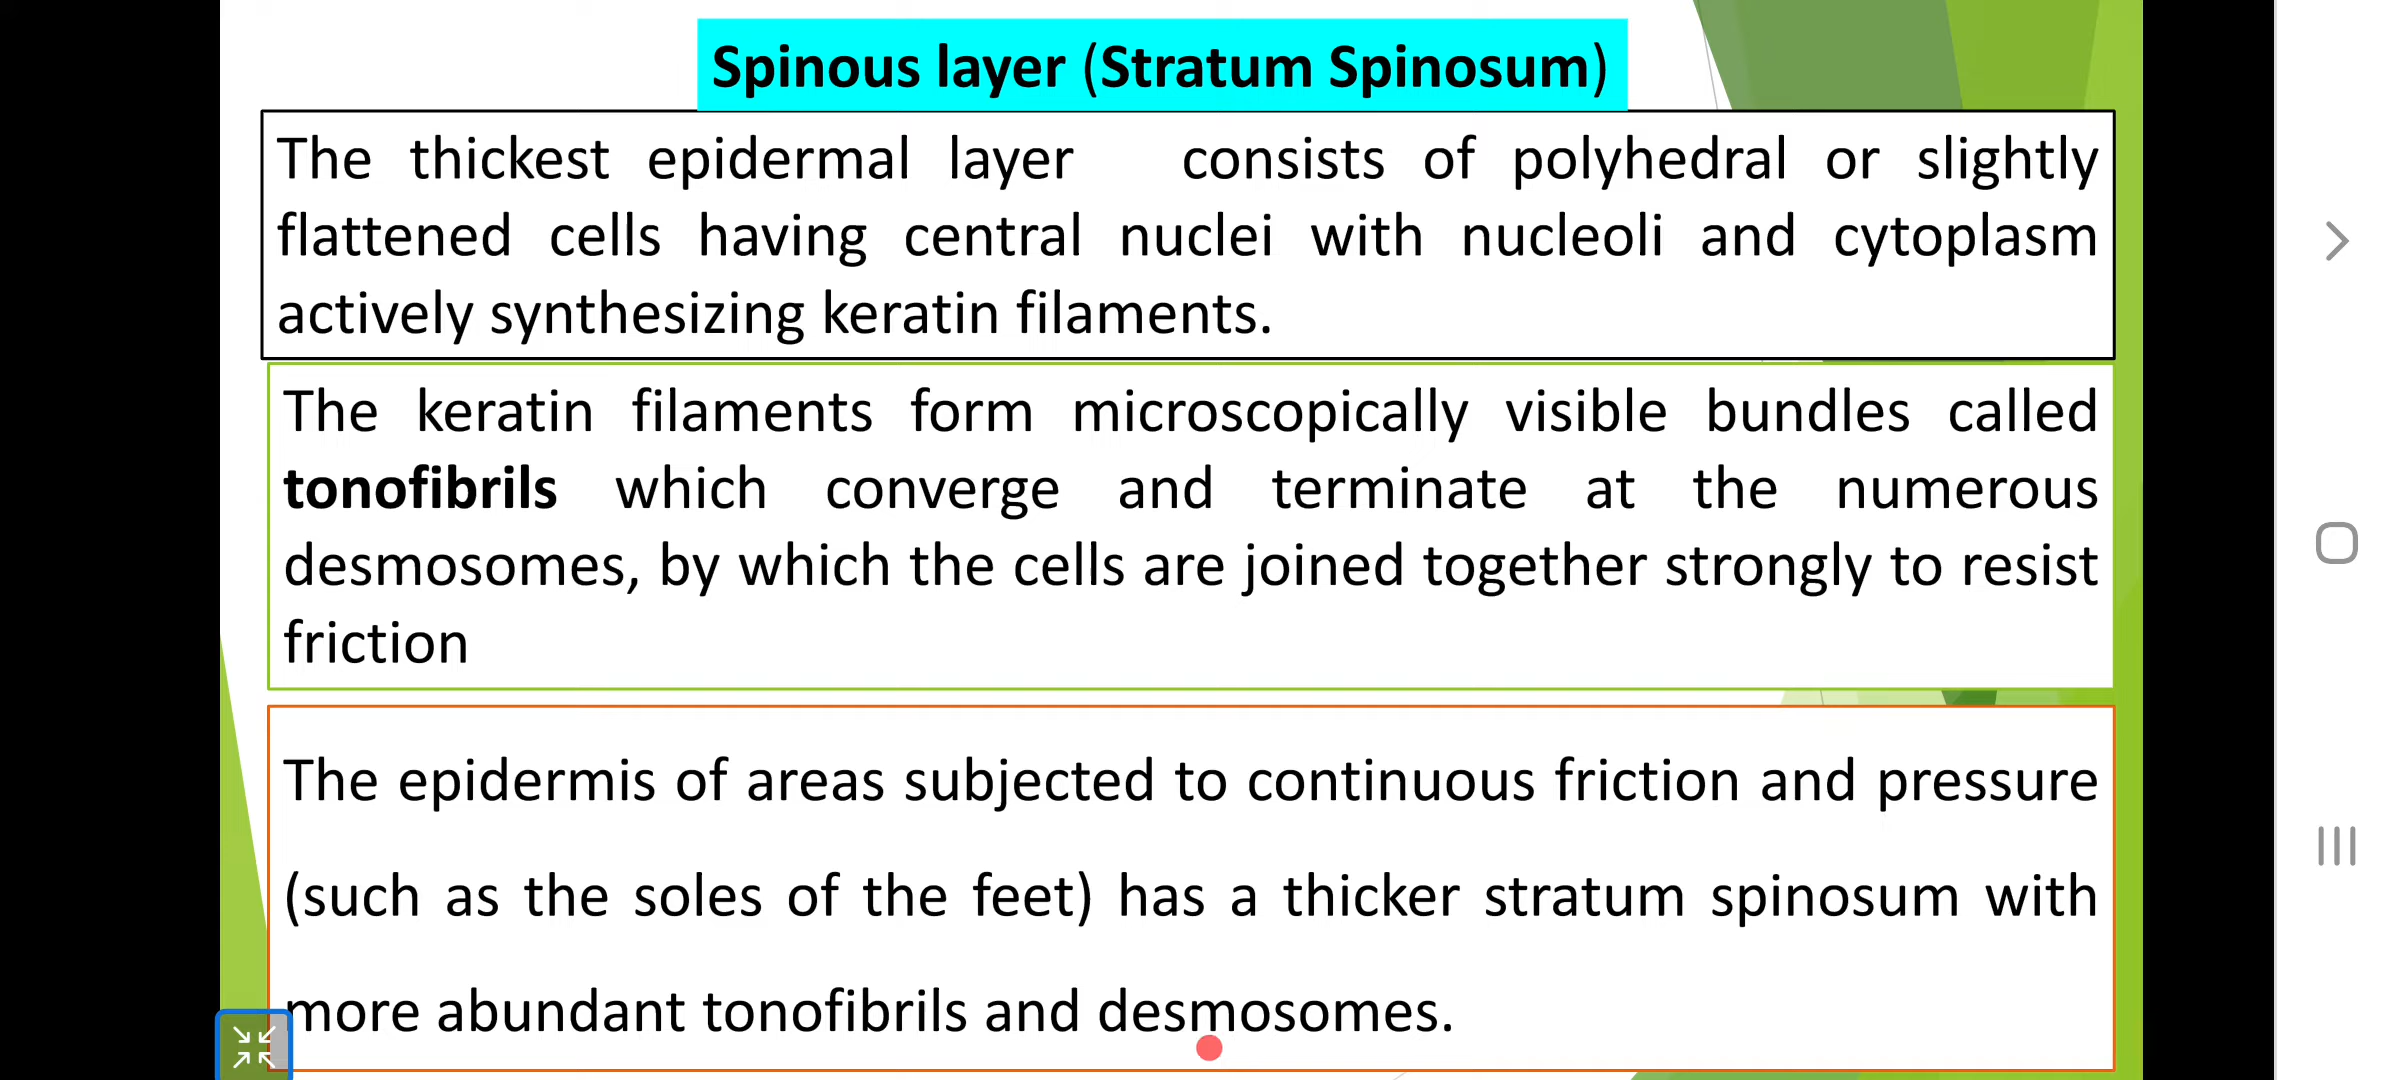 Spinous layer (Stratum Spinosum)
The thickest epidermal layer consists of polyhedral or slightly
flattened cells having central nuclei with nucleoli and cytoplasm
actively synthesizing keratin filaments.
The keratin filaments form microscopically visible bundles called
tonofibrils which converge and terminate at the numerous
desmosomes, by which the cells are joined together strongly to resist
friction
The epidermis of areas subjected to continuous friction and pressure
(such as the soles of the feet) has a thicker stratum spinosum with
more abundant tonofibrils and desmosomes.